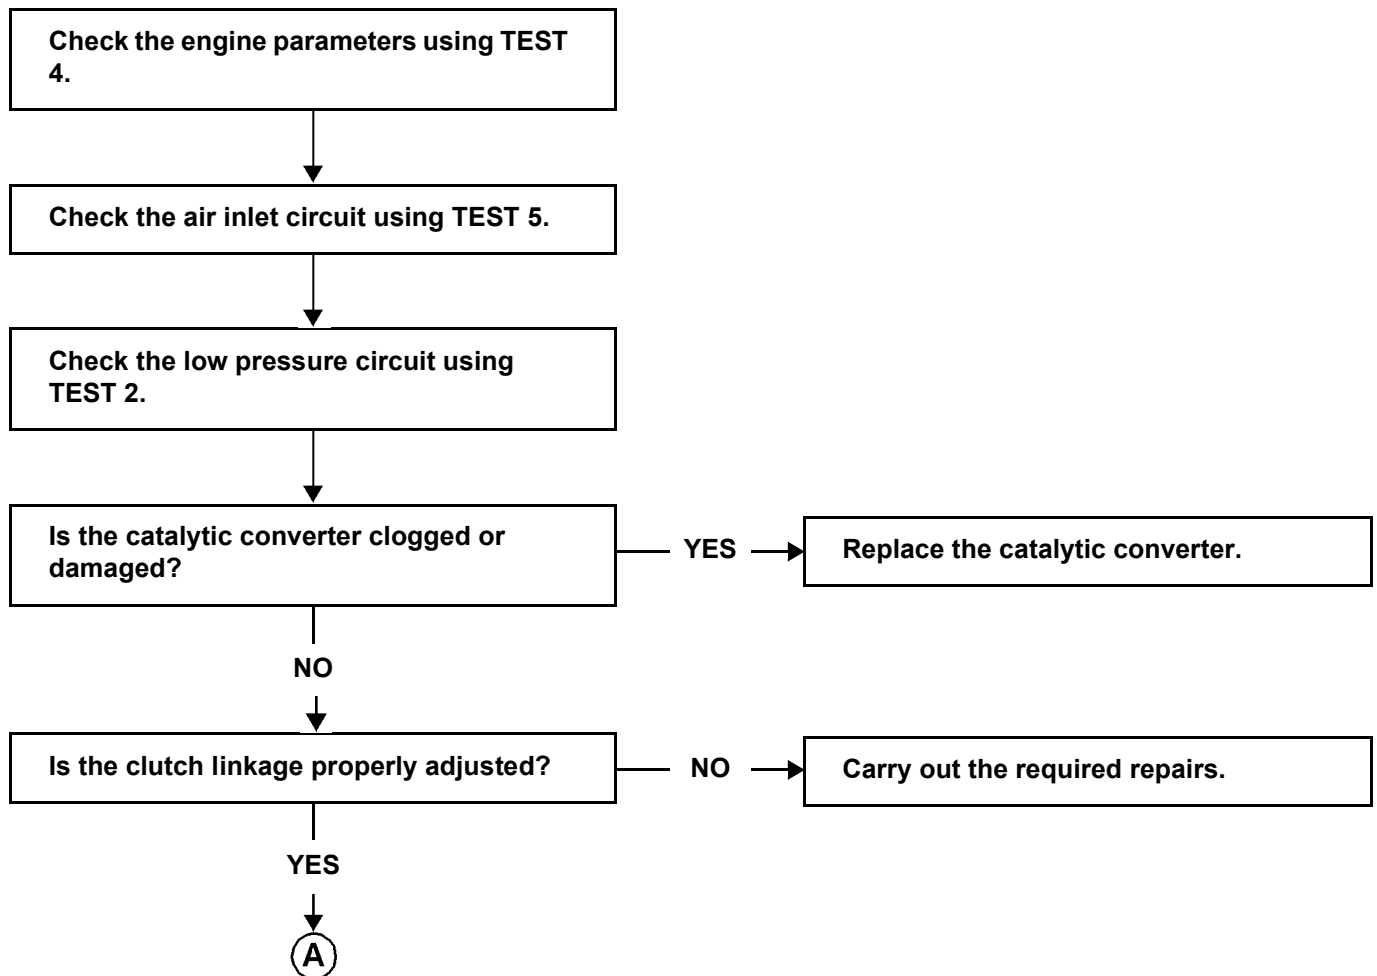 Check the engine parameters using TEST
4.
Check the air inlet circuit using TEST 5.
Check the low pressure circuit using
TEST 2.
Is the catalytic converter clogged or
damaged?
YES
Replace the catalytic converter.
NO
Is the clutch linkage properly adjusted?
NO
Carry out the required repairs.
YES
A